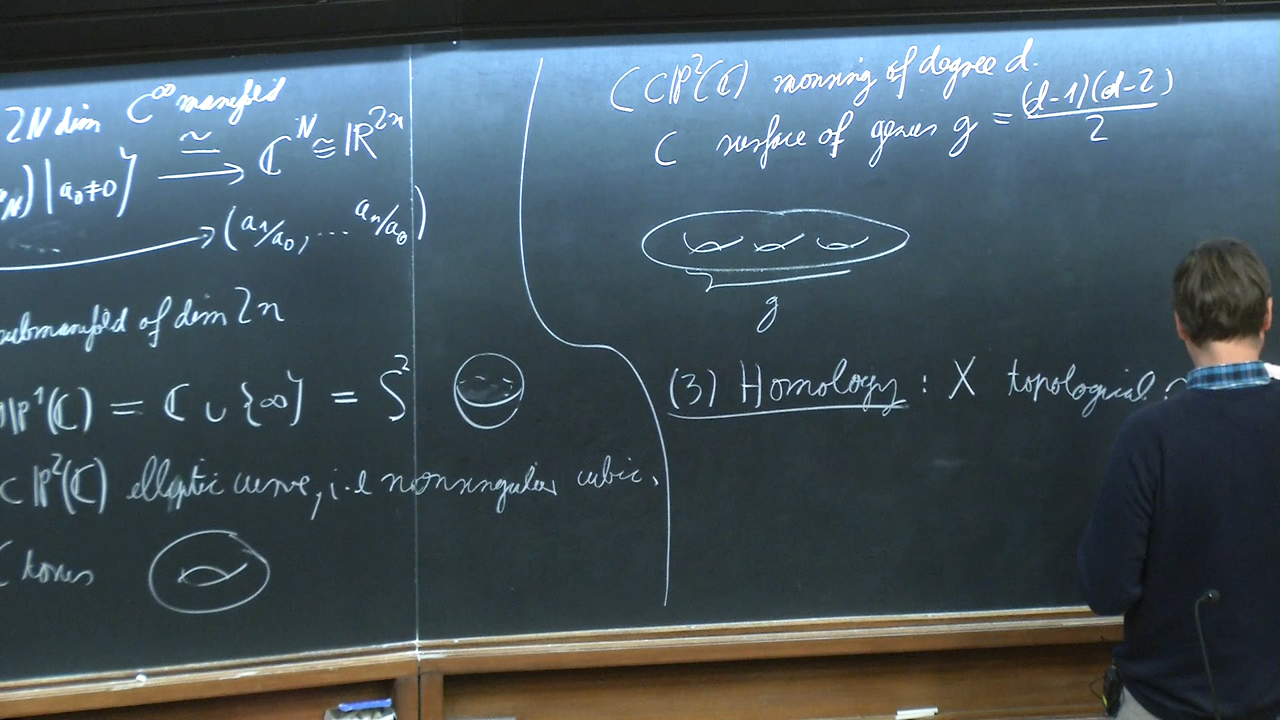 2N dim C^∞ manifold
N) | a₀≠0} ≃→ ℂ^N ≅ ℝ^{2n}
.... → (a₁/a₀, ... aₙ/a₀)
submanifold of dim 2n
ℙ¹(ℂ) = ℂ ∪ {∞} = S²
C ℙ²(ℂ) elliptic curve, i.e nonsingular cubic.
C torus
C ⊂ ℙ²(ℂ) nonsing of degree d.
C surface of genus g = (d-1)(d-2)/2
g
(3) Homology : X topological